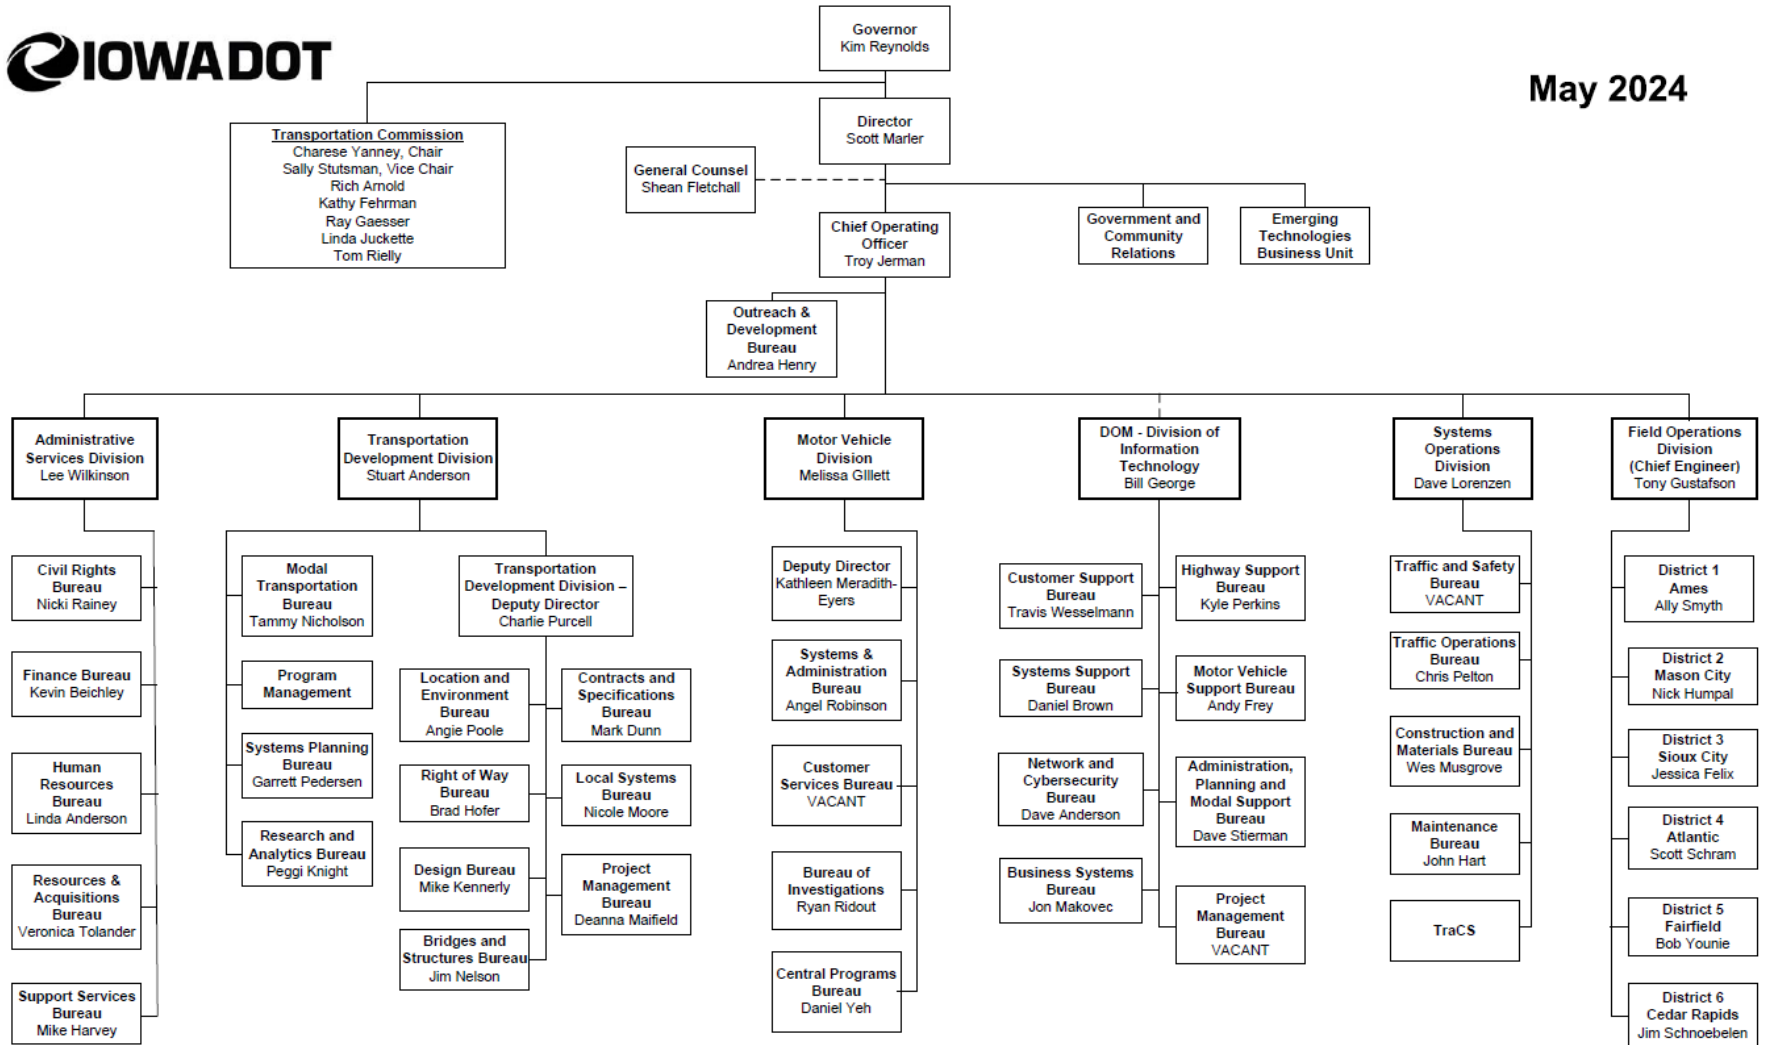 IOWADOT
May 2024
Governor
Kim Reynolds
Director
Scott Marler
Transportation Commission
Charese Yanney, Chair
Sally Stutsman, Vice Chair
Rich Arnold
Kathy Fehrman
Ray Gaesser
Linda Juckette
Tom Rielly
General Counsel
Shean Fletchall
Chief Operating
Officer
Troy Jerman
Government and
Community
Relations
Emerging
Technologies
Business Unit
Outreach &
Development
Bureau
Andrea Henry
Administrative
Services Division
Lee Wilkinson
Transportation
Development Division
Stuart Anderson
Motor Vehicle
Division
Melissa GIllett
DOM - Division of
Information
Technology
Bill George
Systems
Operations
Division
Dave Lorenzen
Field Operations
Division
(Chief Engineer)
Tony Gustafson
Civil Rights
Bureau
Nicki Rainey
Finance Bureau
Kevin Beichley
Human
Resources
Bureau
Linda Anderson
Resources &
Acquisitions
Bureau
Veronica Tolander
Support Services
Bureau
Mike Harvey
Modal
Transportation
Bureau
Tammy Nicholson
Program
Management
Systems Planning
Bureau
Garrett Pedersen
Research and
Analytics Bureau
Peggi Knight
Transportation
Development Division –
Deputy Director
Charlie Purcell
Location and
Environment
Bureau
Angie Poole
Contracts and
Specifications
Bureau
Mark Dunn
Right of Way
Bureau
Brad Hofer
Local Systems
Bureau
Nicole Moore
Design Bureau
Mike Kennerly
Project
Management
Bureau
Deanna Maifield
Bridges and
Structures Bureau
Jim Nelson
Deputy Director
Kathleen Meradith-
Eyers
Systems &
Administration
Bureau
Angel Robinson
Customer
Services Bureau
VACANT
Bureau of
Investigations
Ryan Ridout
Central Programs
Bureau
Daniel Yeh
Customer Support
Bureau
Travis Wesselmann
Highway Support
Bureau
Kyle Perkins
Systems Support
Bureau
Daniel Brown
Motor Vehicle
Support Bureau
Andy Frey
Network and
Cybersecurity
Bureau
Dave Anderson
Administration,
Planning and
Modal Support
Bureau
Dave Stierman
Business Systems
Bureau
Jon Makovec
Project
Management
Bureau
VACANT
Traffic and Safety
Bureau
VACANT
Traffic Operations
Bureau
Chris Pelton
Construction and
Materials Bureau
Wes Musgrove
Maintenance
Bureau
John Hart
TraCS
District 1
Ames
Ally Smyth
District 2
Mason City
Nick Humpal
District 3
Sioux City
Jessica Felix
District 4
Atlantic
Scott Schram
District 5
Fairfield
Bob Younie
District 6
Cedar Rapids
Jim Schnoebelen